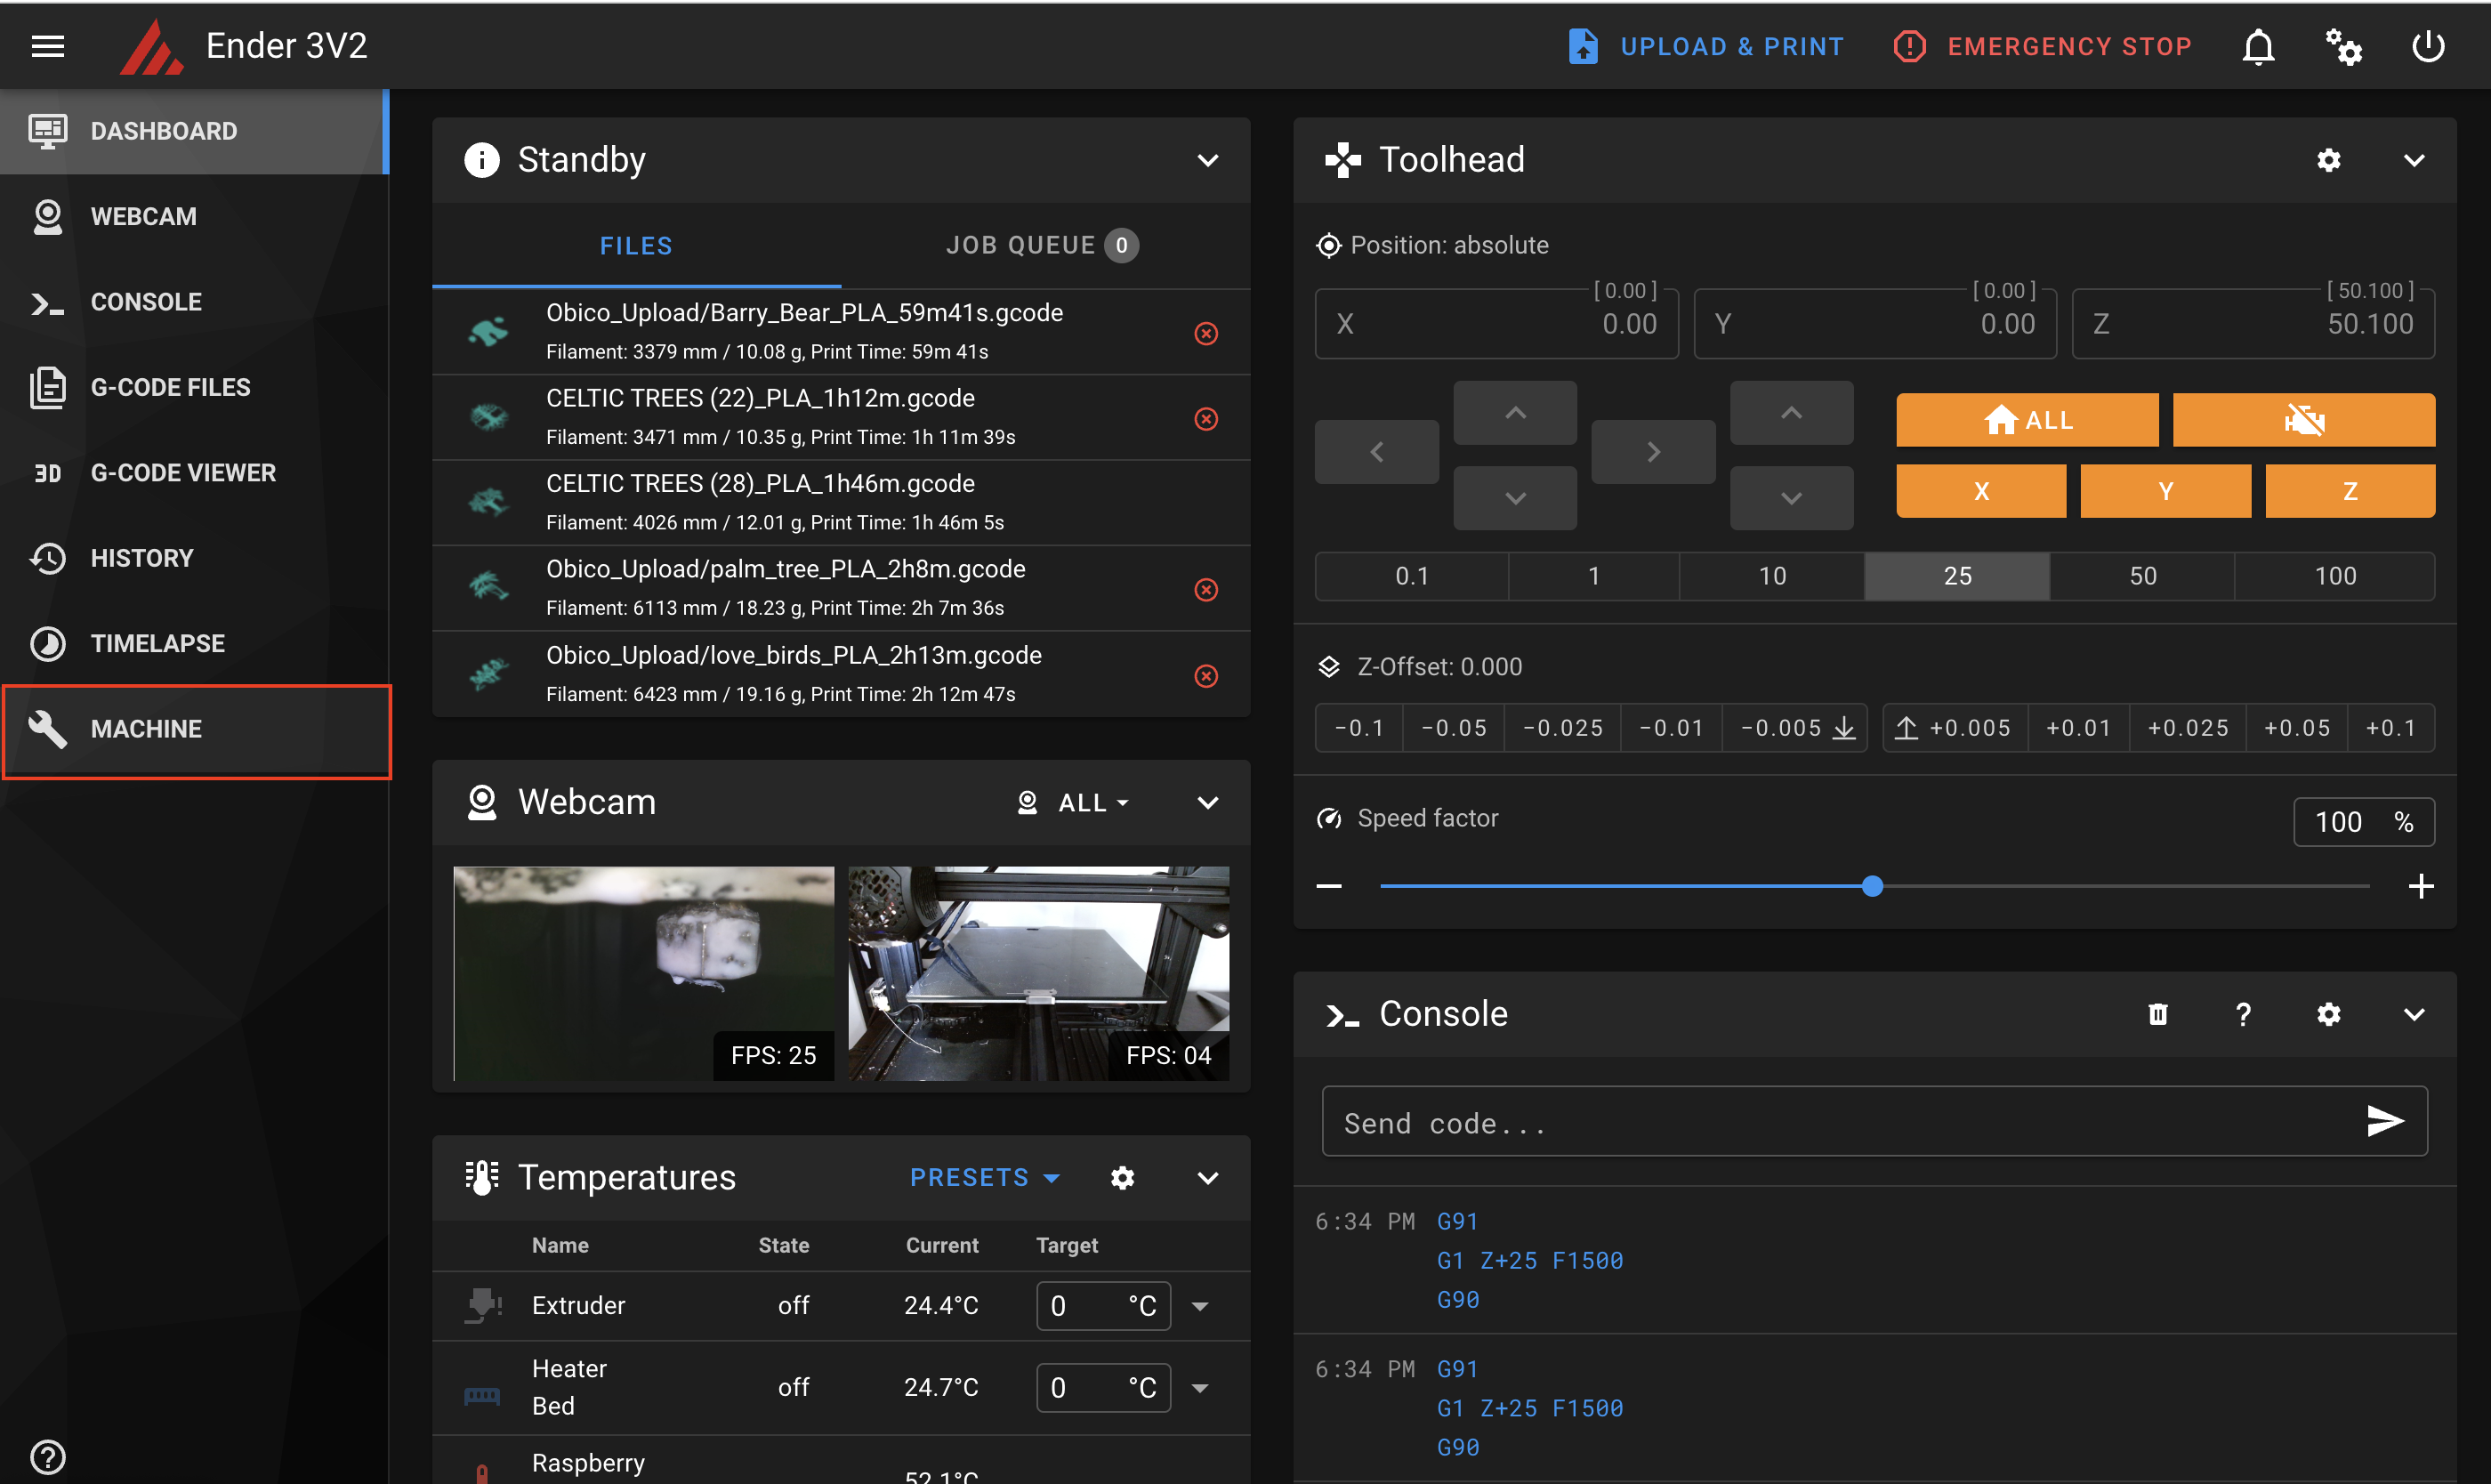 Ender 3V2
UPLOAD & PRINT
EMERGENCY STOP
DASHBOARD
WEBCAM
CONSOLE
G-CODE FILES
3D G-CODE VIEWER
HISTORY
TIMELAPSE
MACHINE
Standby
FILES
JOB QUEUE 0
Obico_Upload/Barry_Bear_PLA_59m41s.gcode
Filament: 3379 mm / 10.08 g, Print Time: 59m 41s
CELTIC TREES (22)_PLA_1h12m.gcode
Filament: 3471 mm / 10.35 g, Print Time: 1h 11m 39s
CELTIC TREES (28)_PLA_1h46m.gcode
Filament: 4026 mm / 12.01 g, Print Time: 1h 46m 5s
Obico_Upload/palm_tree_PLA_2h8m.gcode
Filament: 6113 mm / 18.23 g, Print Time: 2h 7m 36s
Obico_Upload/love_birds_PLA_2h13m.gcode
Filament: 6423 mm / 19.16 g, Print Time: 2h 12m 47s
Webcam
ALL
FPS: 25
FPS: 04
Temperatures
PRESETS
Name State Current Target
Extruder off 24.4°C 0 °C
Heater
Bed
off 24.7°C 0 °C
Raspberry
52.1°C
Toolhead
Position: absolute
[ 0.00 ] [ 0.00 ] [ 50.100 ]
X 0.00 Y 0.00 Z 50.100
ALL
X Y Z
0.1 1 10 25 50 100
Z-Offset: 0.000
−0.1 −0.05 −0.025 −0.01 −0.005 +0.005 +0.01 +0.025 +0.05 +0.1
Speed factor
100 %
Console
Send code...
6:34 PM G91
G1 Z+25 F1500
G90
6:34 PM G91
G1 Z+25 F1500
G90